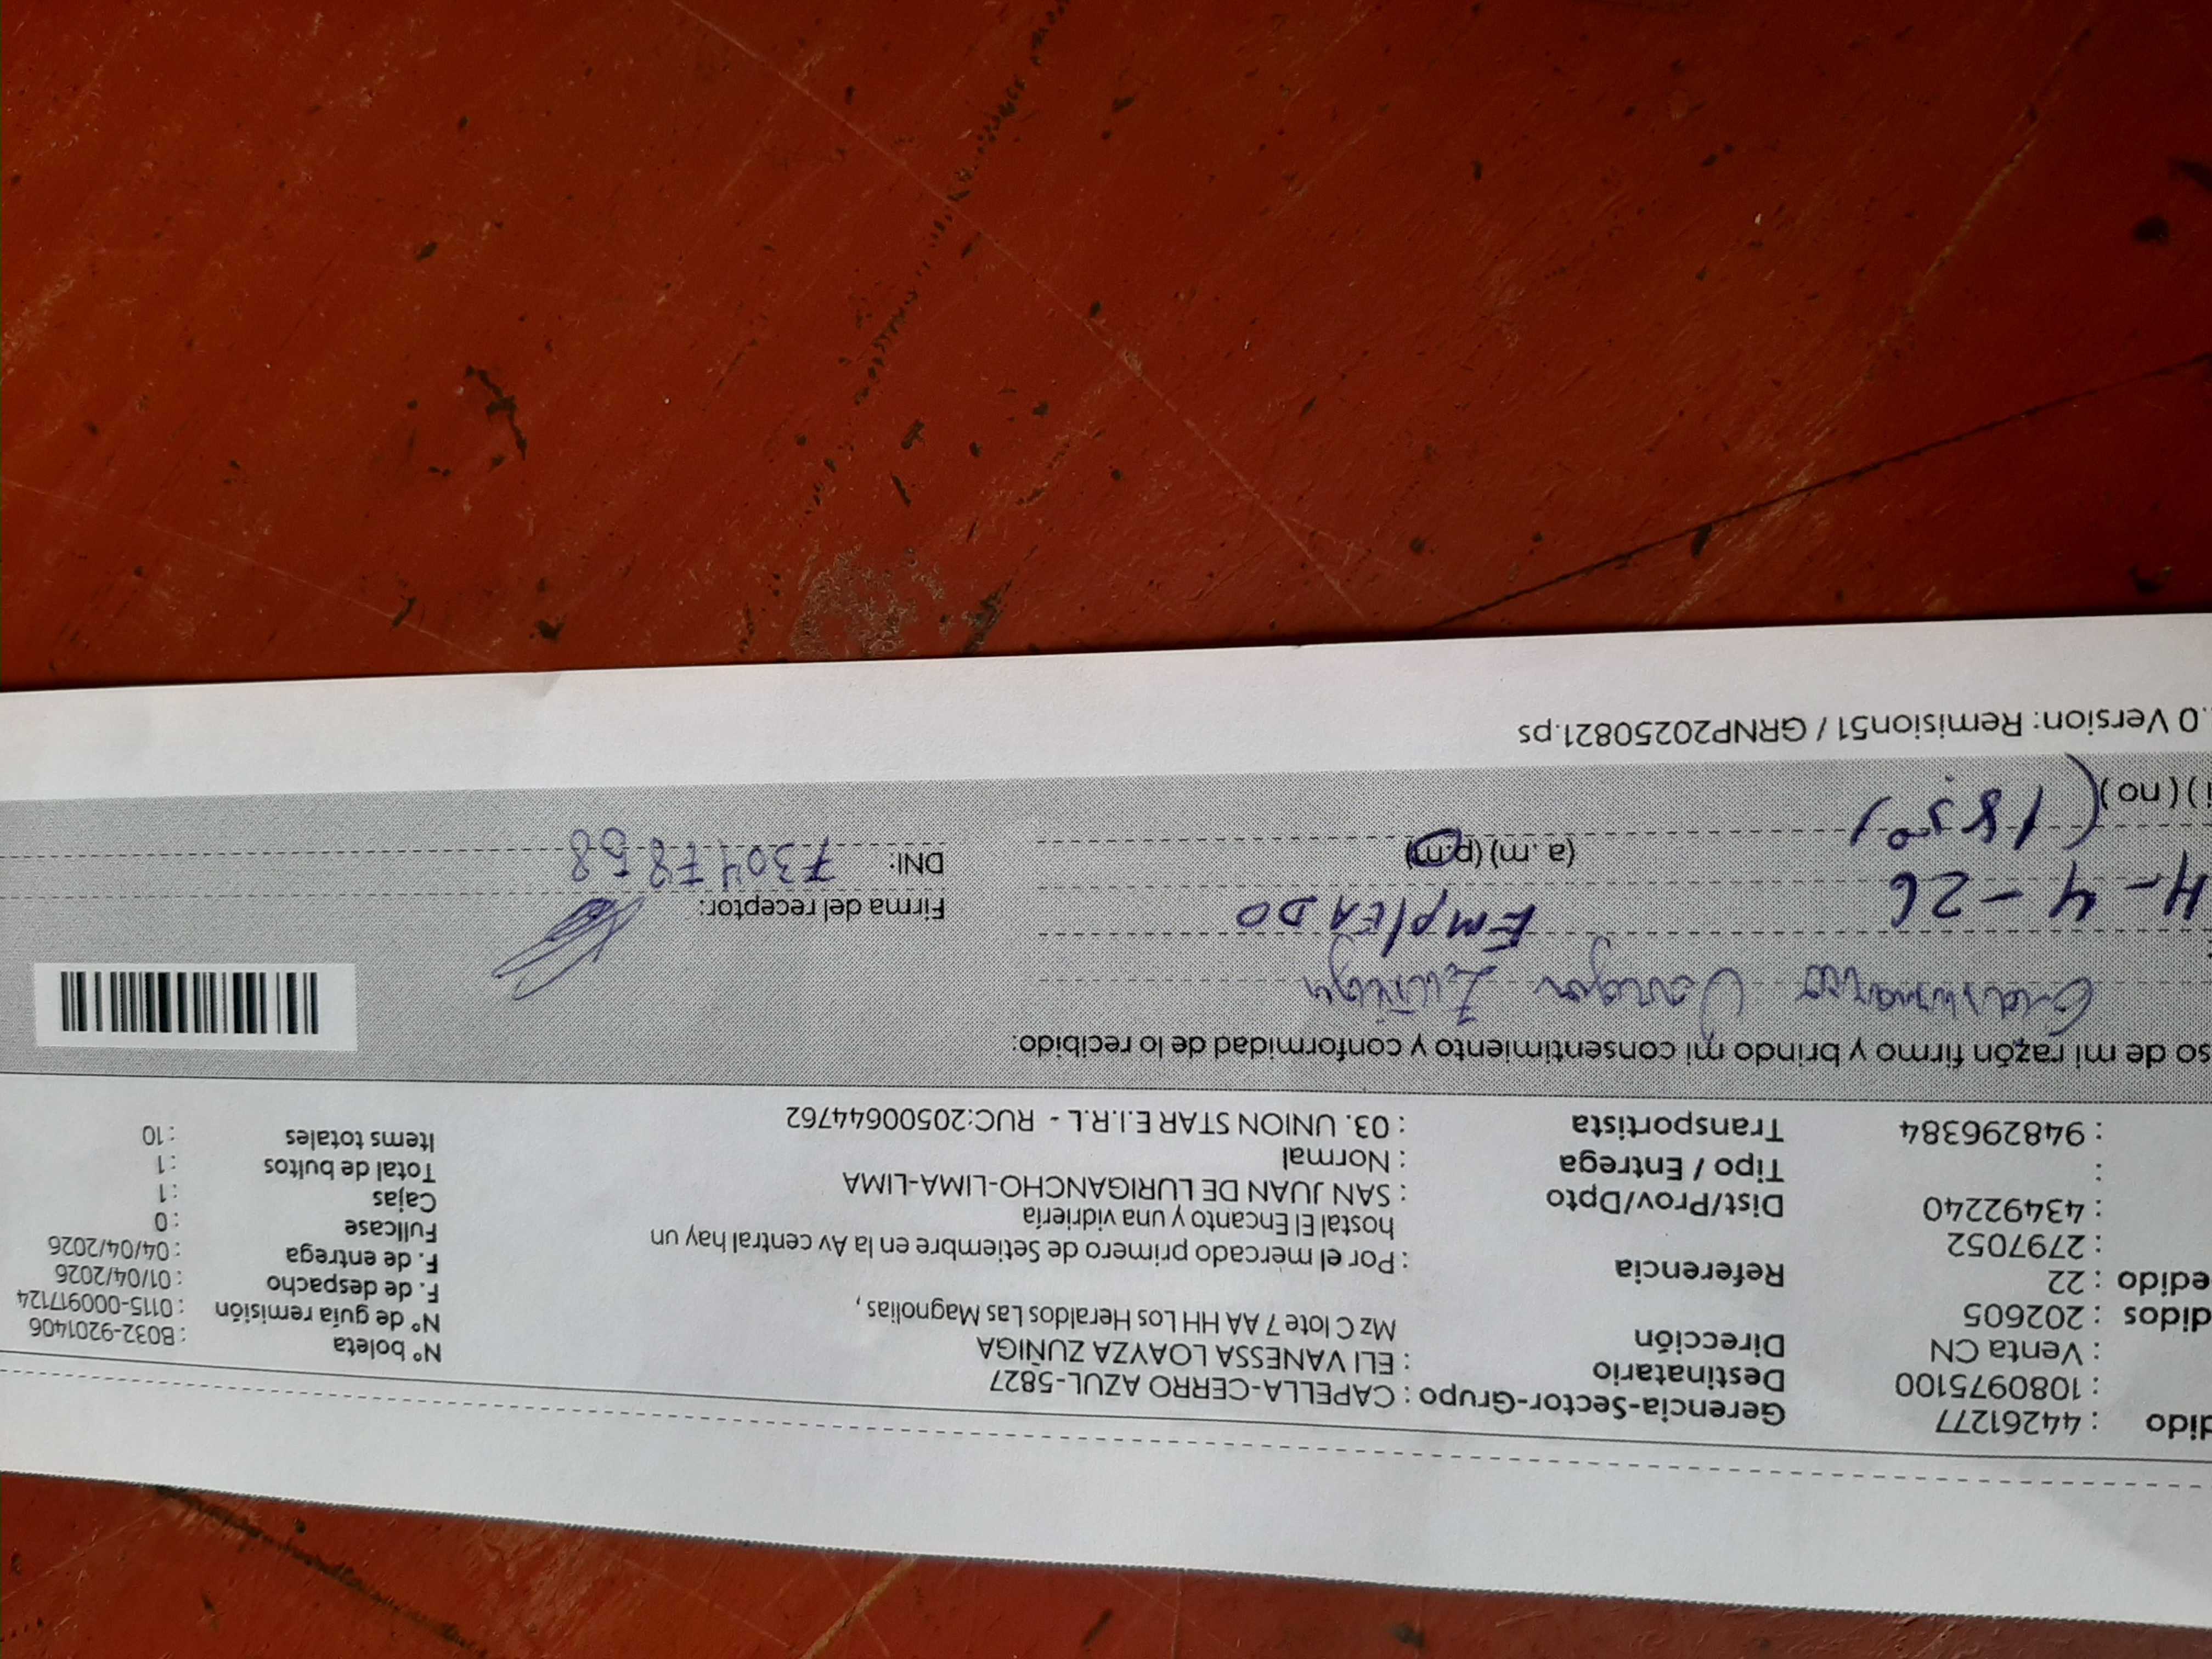 dido : 44261277 Gerencia-Sector-Grupo : CAPELLA-CERRO AZUL-5827
: 1080975100 Destinatario : ELI VANESSA LOAYZA ZUÑIGA Nº boleta : B032-9201406
: Venta CN Dirección Mz C lote 7 AA HH Los Heraldos Las Magnolias , Nº de guía remisión : 0115-000917124
didos : 202605 F. de despacho : 01/04/2026
edido : 22 Referencia : Por el mercado primero de Setiembre en la Av central hay un F. de entrega : 04/04/2026
: 2797052 hostal El Encanto y una vidriería Fullcase : 0
: 43492240 Dist/Prov/Dpto : SAN JUAN DE LURIGANCHO-LIMA-LIMA Cajas : 1
: Tipo / Entrega : Normal Total de bultos : 1
: 948296384 Transportista : 03. UNION STAR E.I.R.L - RUC:20500644762 Items totales : 10
so de mi razón firmo y brindo mi consentimiento y conformidad de lo recibido:
Zuñiga
4-4-26 EMPLEADO Firma del receptor:
(a .m) (p.m) DNI: 73047858
i ) ( no )
.0 Version: Remision51 / GRNP20250821.ps